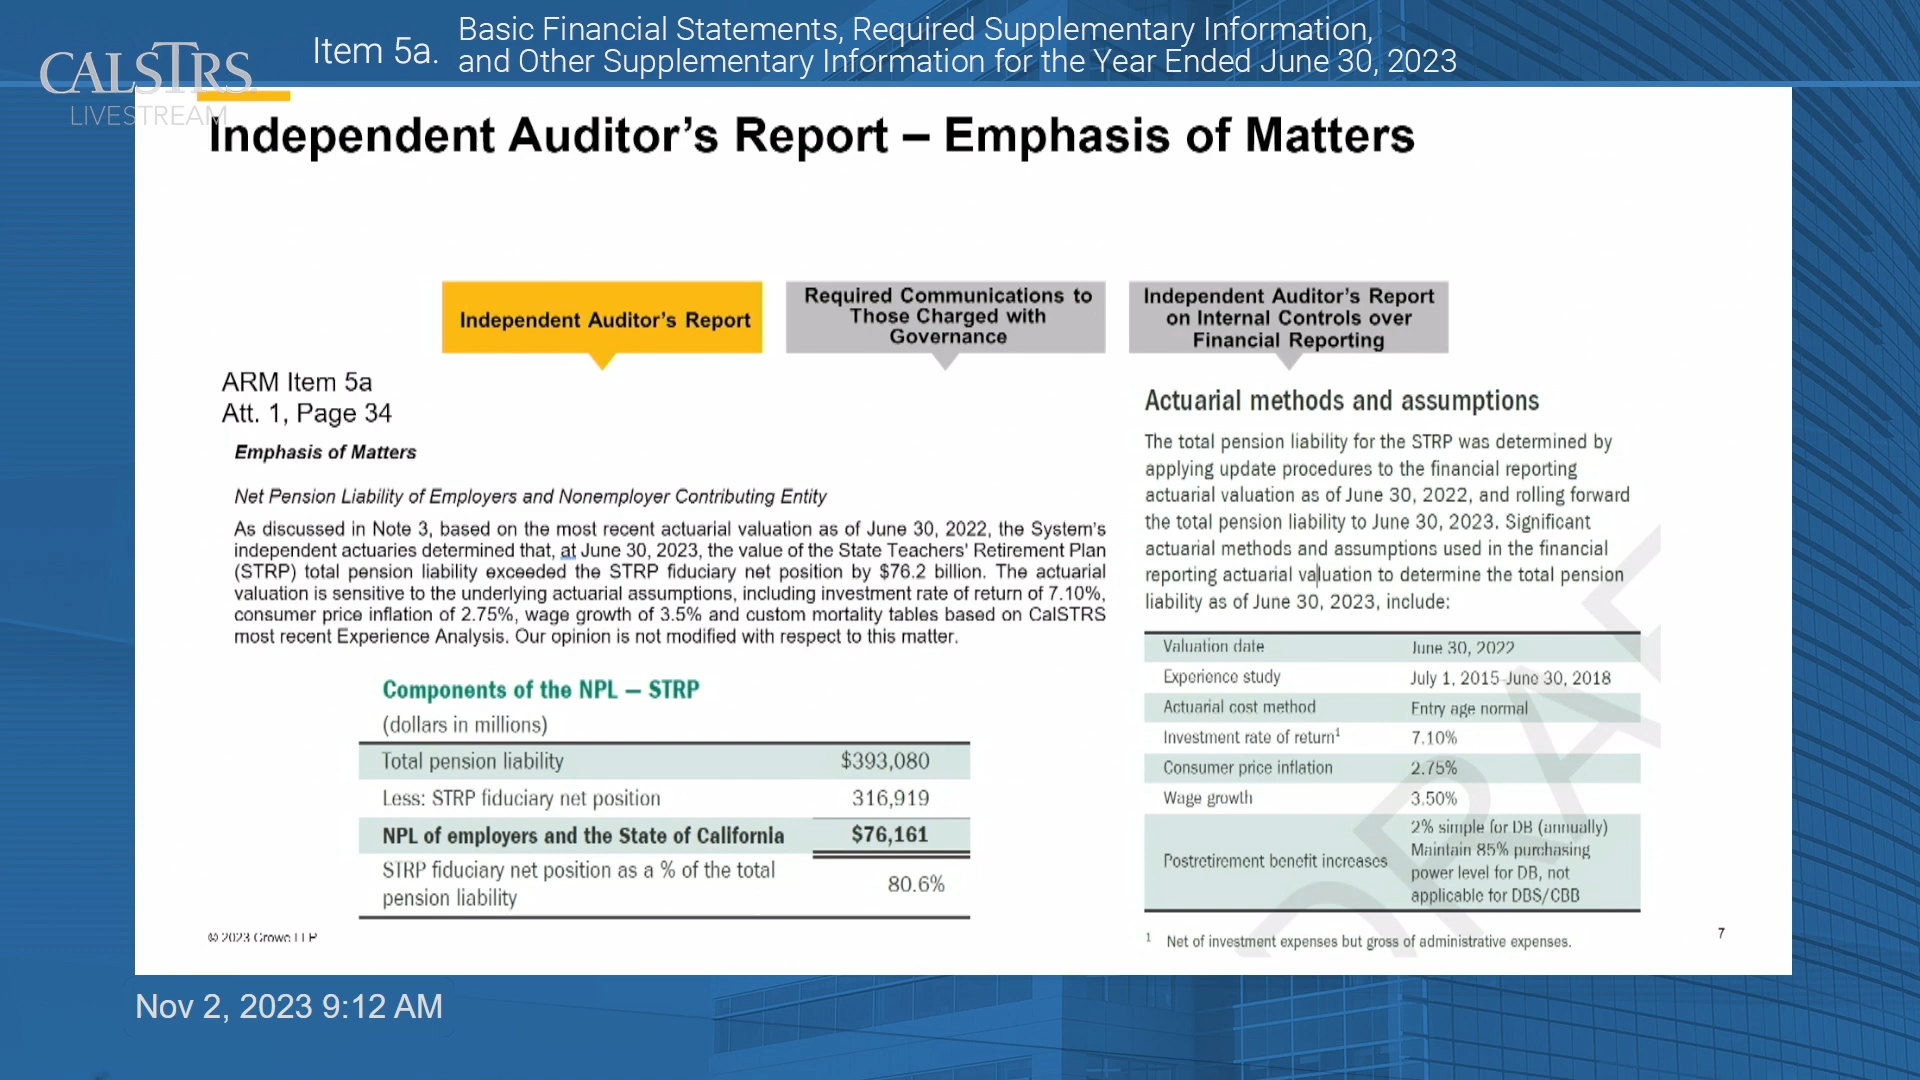 CALSTRS
LIVESTREAM
Item 5a.
Basic Financial Statements, Required Supplementary Information,
and Other Supplementary Information for the Year Ended June 30, 2023
Independent Auditor's Report – Emphasis of Matters
Independent Auditor's Report
Required Communications to
Those Charged with
Governance
Independent Auditor's Report
on Internal Controls over
Financial Reporting
ARM Item 5a
Att. 1, Page 34
Emphasis of Matters
Net Pension Liability of Employers and Nonemployer Contributing Entity
As discussed in Note 3, based on the most recent actuarial valuation as of June 30, 2022, the System's
independent actuaries determined that, at June 30, 2023, the value of the State Teachers' Retirement Plan
(STRP) total pension liability exceeded the STRP fiduciary net position by $76.2 billion. The actuarial
valuation is sensitive to the underlying actuarial assumptions, including investment rate of return of 7.10%,
consumer price inflation of 2.75%, wage growth of 3.5% and custom mortality tables based on CalSTRS
most recent Experience Analysis. Our opinion is not modified with respect to this matter.
Components of the NPL — STRP
(dollars in millions)
Total pension liability $393,080
Less: STRP fiduciary net position 316,919
NPL of employers and the State of California $76,161
STRP fiduciary net position as a % of the total
pension liability 80.6%
Actuarial methods and assumptions
The total pension liability for the STRP was determined by
applying update procedures to the financial reporting
actuarial valuation as of June 30, 2022, and rolling forward
the total pension liability to June 30, 2023. Significant
actuarial methods and assumptions used in the financial
reporting actuarial valuation to determine the total pension
liability as of June 30, 2023, include:
Valuation date June 30, 2022
Experience study July 1, 2015–June 30, 2018
Actuarial cost method Entry age normal
Investment rate of return¹ 7.10%
Consumer price inflation 2.75%
Wage growth 3.50%
Postretirement benefit increases
2% simple for DB (annually)
Maintain 85% purchasing
power level for DB, not
applicable for DBS/CBB
1 Net of investment expenses but gross of administrative expenses.
DRAF
© 2023 Crowe LLP
7
Nov 2, 2023 9:12 AM